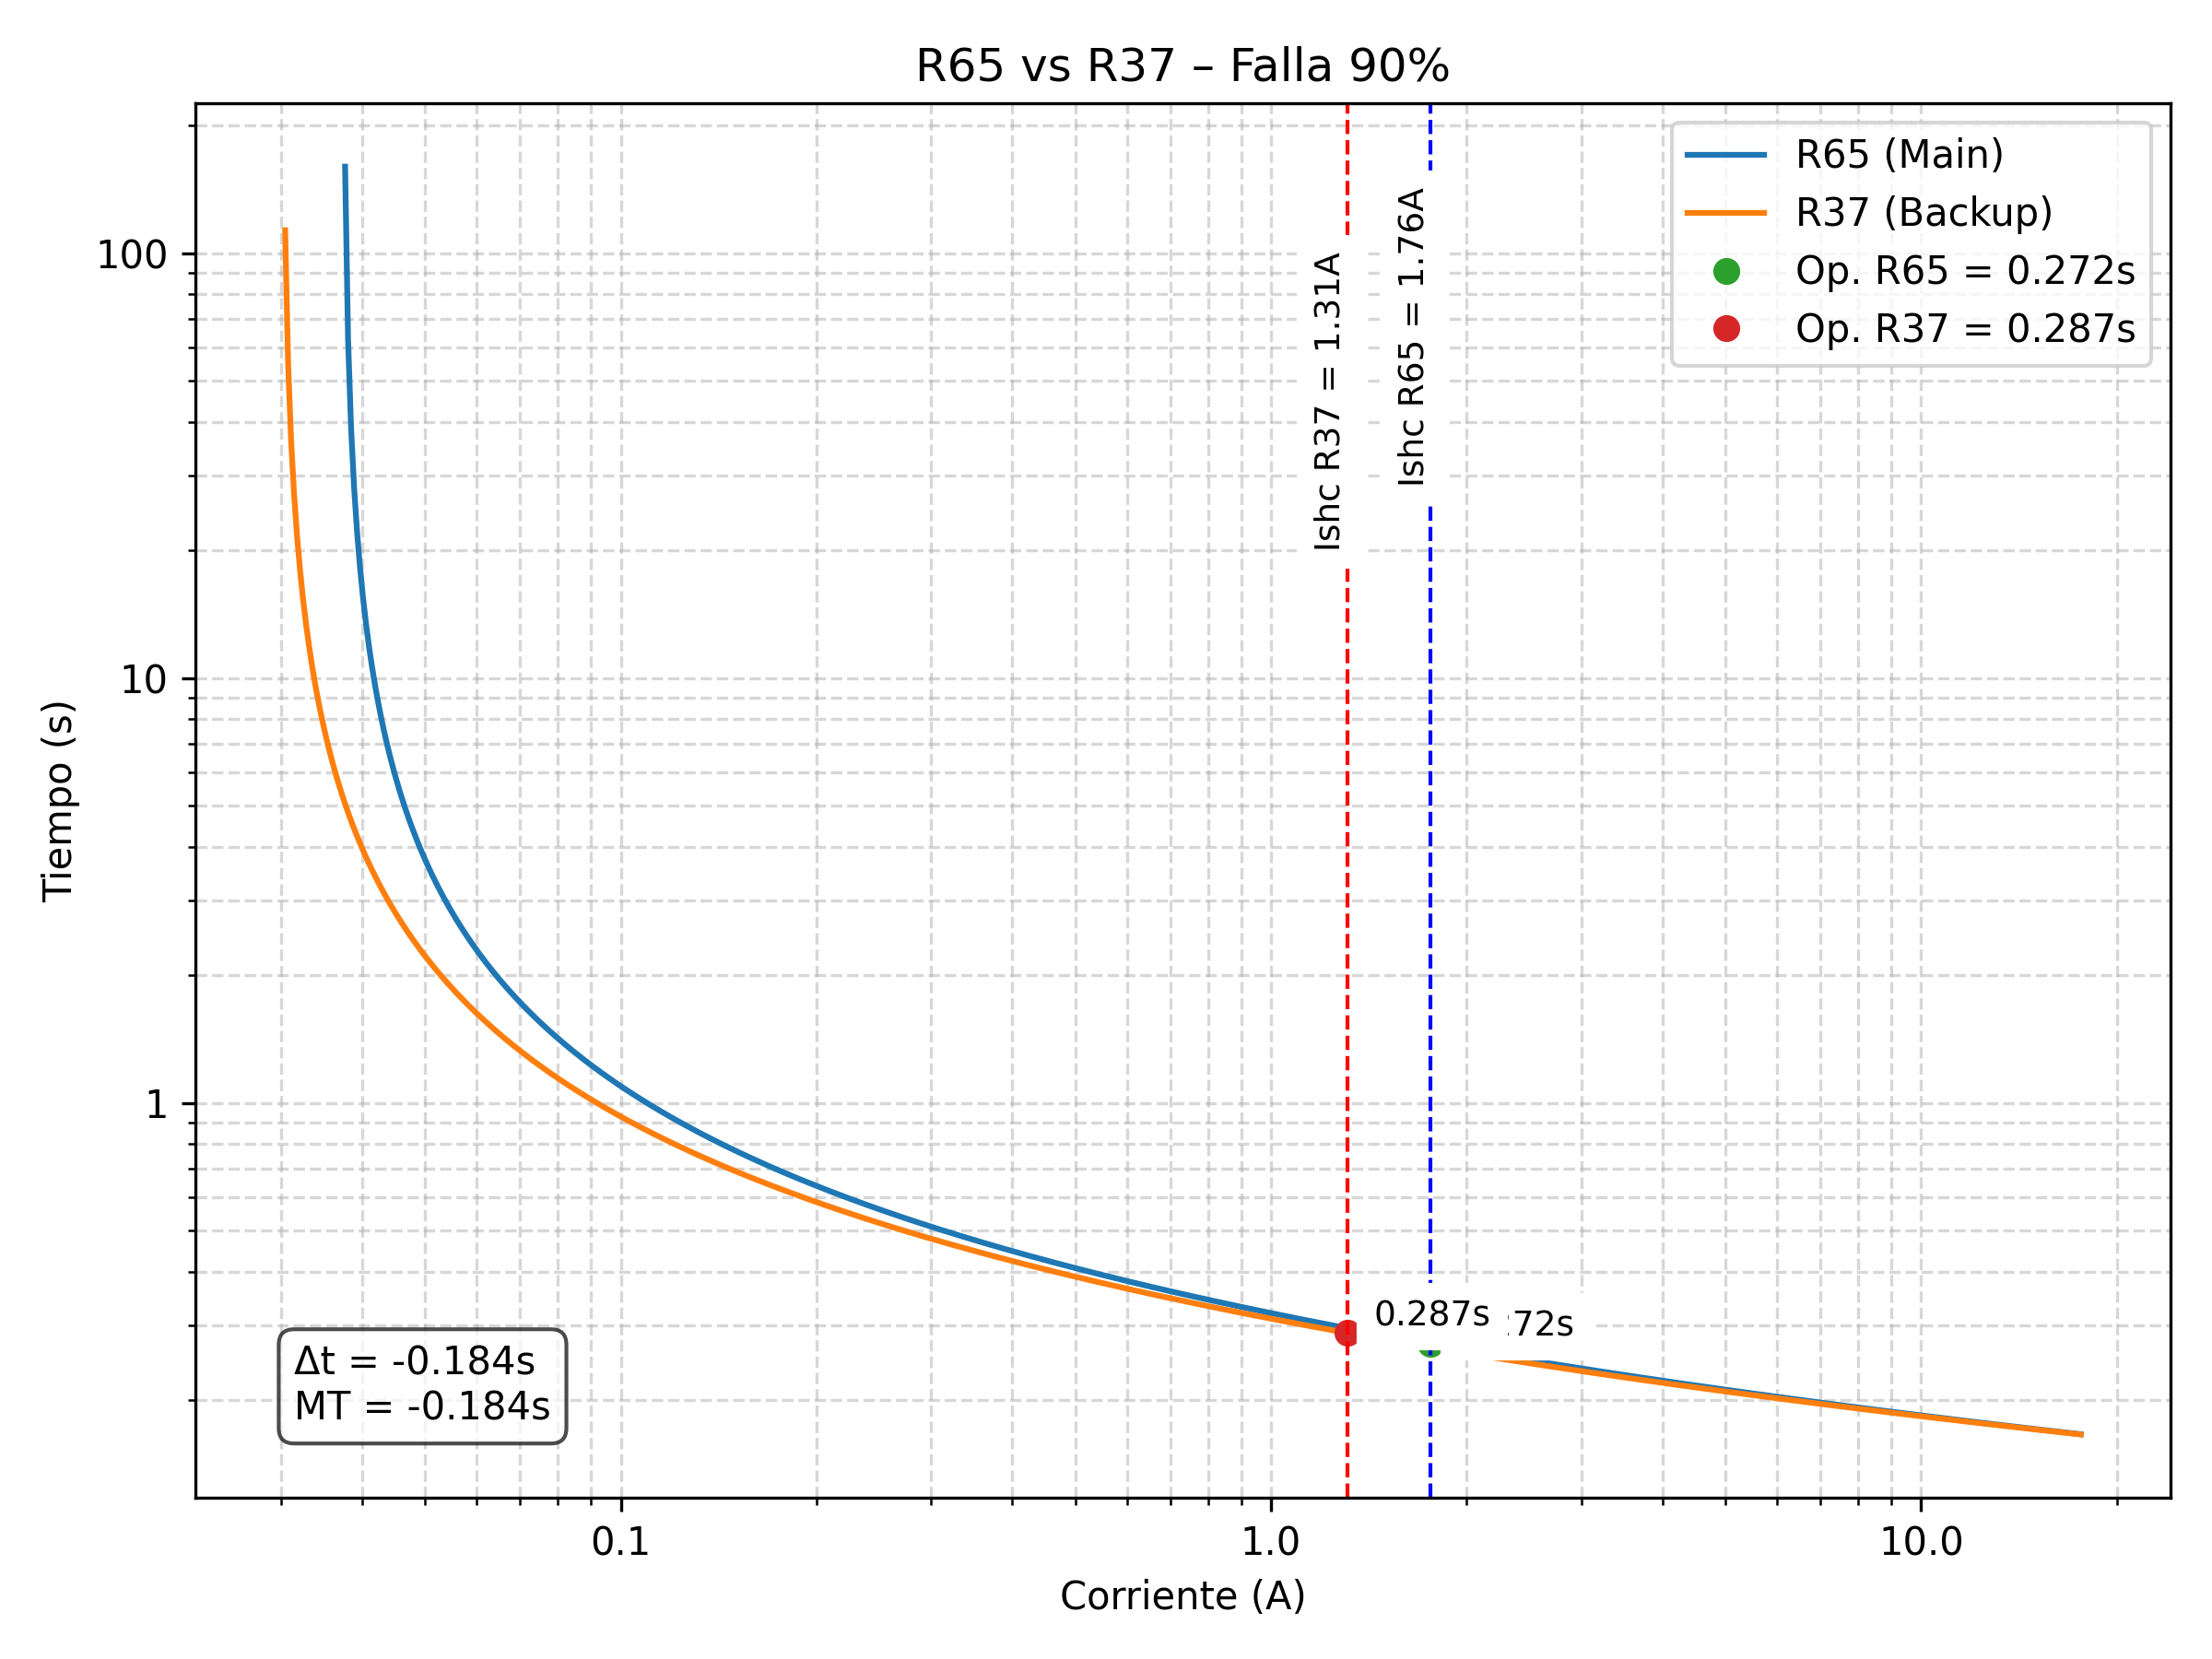 R65 vs R37 – Falla 90%
R65 (Main)
R37 (Backup)
Op. R65 = 0.272s
Op. R37 = 0.287s
Ishc R37 = 1.31A
Ishc R65 = 1.76A
100
10
1
Tiempo (s)
0.287s
72s
Δt = -0.184s
MT = -0.184s
0.1
1.0
10.0
Corriente (A)